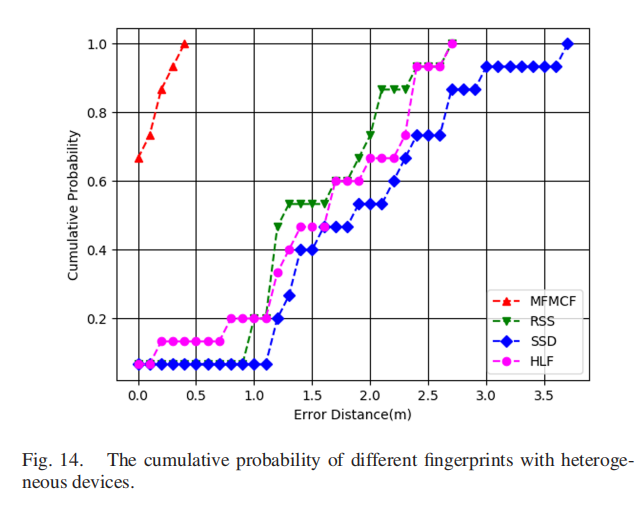 1.0
0.8
0.6
0.4
0.2
Cumulative Probability
MFMCF
RSS
SSD
HLF
0.0 0.5 1.0 1.5 2.0 2.5 3.0 3.5
Error Distance(m)
Fig. 14. The cumulative probability of different fingerprints with heteroge-
neous devices.